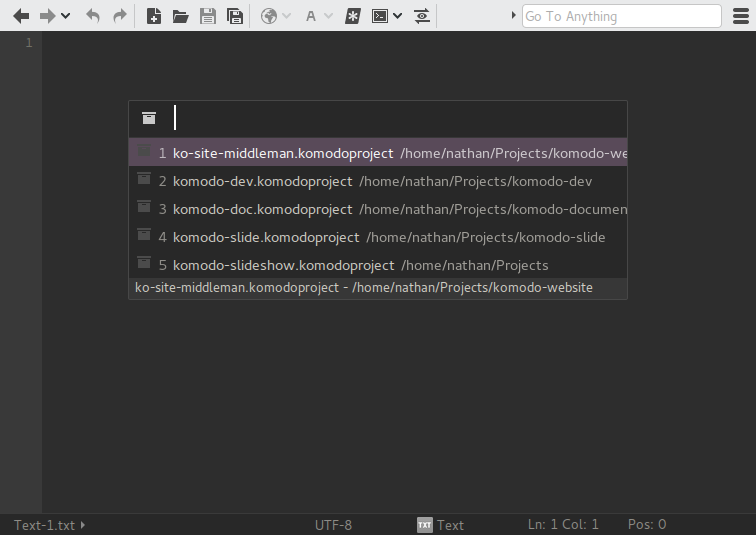 A
Go To Anything
1
1 ko-site-middleman.komodoproject /home/nathan/Projects/komodo-we
2 komodo-dev.komodoproject /home/nathan/Projects/komodo-dev
3 komodo-doc.komodoproject /home/nathan/Projects/komodo-documen
4 komodo-slide.komodoproject /home/nathan/Projects/komodo-slide
5 komodo-slideshow.komodoproject /home/nathan/Projects
ko-site-middleman.komodoproject - /home/nathan/Projects/komodo-website
Text-1.txt UTF-8 TXT Text Ln: 1 Col: 1 Pos: 0